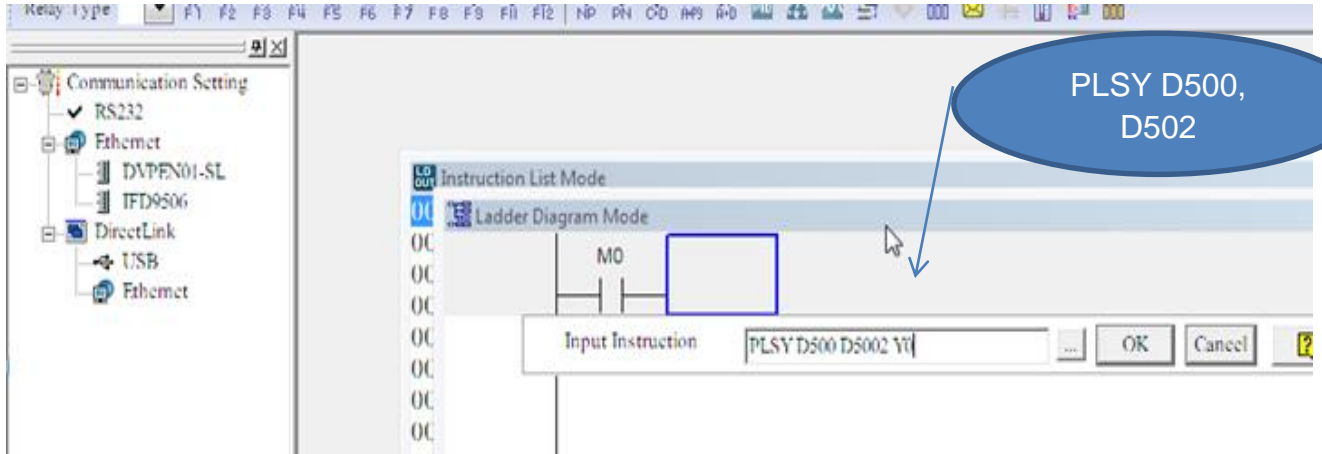 Relay Type F1 F2 F3 F4 F5 F6 F7 F8 F9 F11 F12 NP PN
Communication Setting
RS232
Ethernet
DVPEN01-SL
IFD9506
DirectLink
USB
Ethernet
PLSY D500,
D502
Instruction List Mode
Ladder Diagram Mode
M0
Input Instruction PLSY D500 D5002 Y0 ... OK Cancel ?